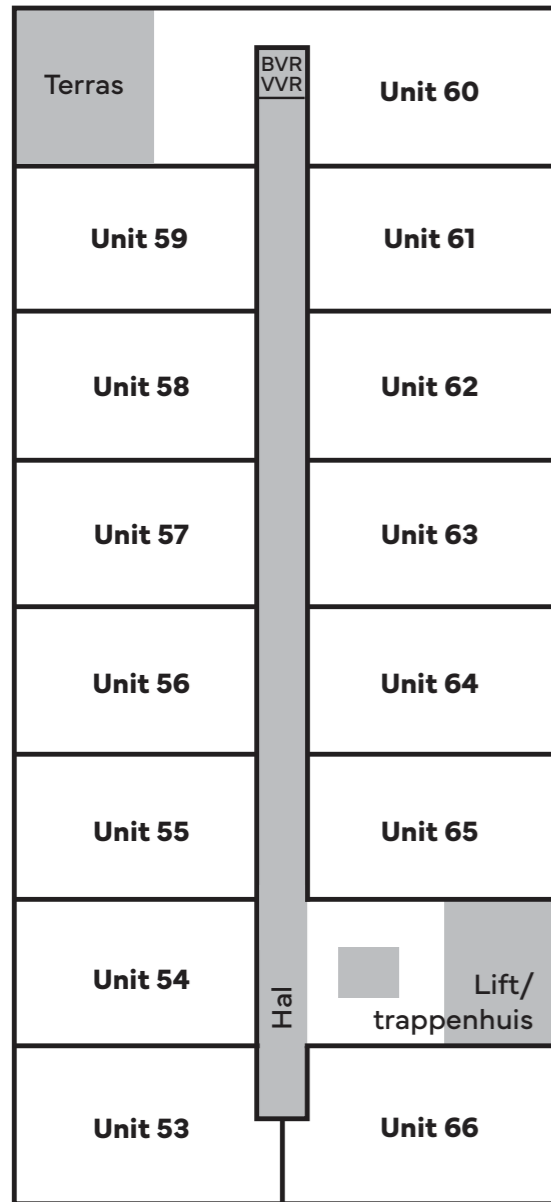 Terras
BVR
VVR
Unit 60
Unit 59
Unit 61
Unit 58
Unit 62
Unit 57
Unit 63
Unit 56
Unit 64
Unit 55
Unit 65
Unit 54
Hal
Lift/
trappenhuis
Unit 53
Unit 66